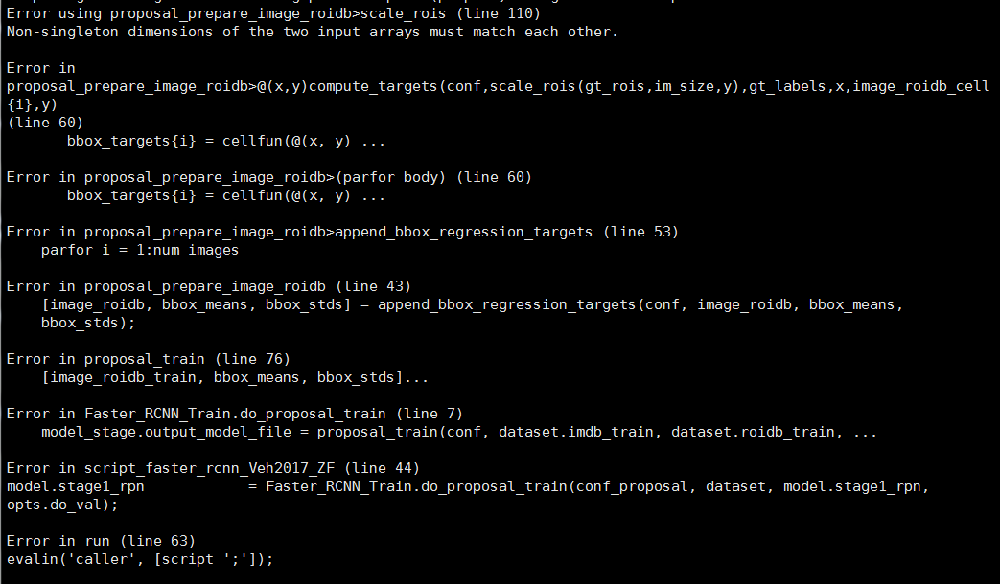 Error using proposal_prepare_image_roidb>scale_rois (line 110)
Non-singleton dimensions of the two input arrays must match each other.

Error in
proposal_prepare_image_roidb>@(x,y)compute_targets(conf,scale_rois(gt_rois,im_size,y),gt_labels,x,image_roidb_cell
{i},y)
(line 60)
       bbox_targets{i} = cellfun(@(x, y) ...

Error in proposal_prepare_image_roidb>(parfor body) (line 60)
       bbox_targets{i} = cellfun(@(x, y) ...

Error in proposal_prepare_image_roidb>append_bbox_regression_targets (line 53)
    parfor i = 1:num_images

Error in proposal_prepare_image_roidb (line 43)
    [image_roidb, bbox_means, bbox_stds] = append_bbox_regression_targets(conf, image_roidb, bbox_means,
    bbox_stds);

Error in proposal_train (line 76)
    [image_roidb_train, bbox_means, bbox_stds]...

Error in Faster_RCNN_Train.do_proposal_train (line 7)
    model_stage.output_model_file = proposal_train(conf, dataset.imdb_train, dataset.roidb_train, ...

Error in script_faster_rcnn_Veh2017_ZF (line 44)
model.stage1_rpn            = Faster_RCNN_Train.do_proposal_train(conf_proposal, dataset, model.stage1_rpn,
opts.do_val);

Error in run (line 63)
evalin('caller', [script ';']);